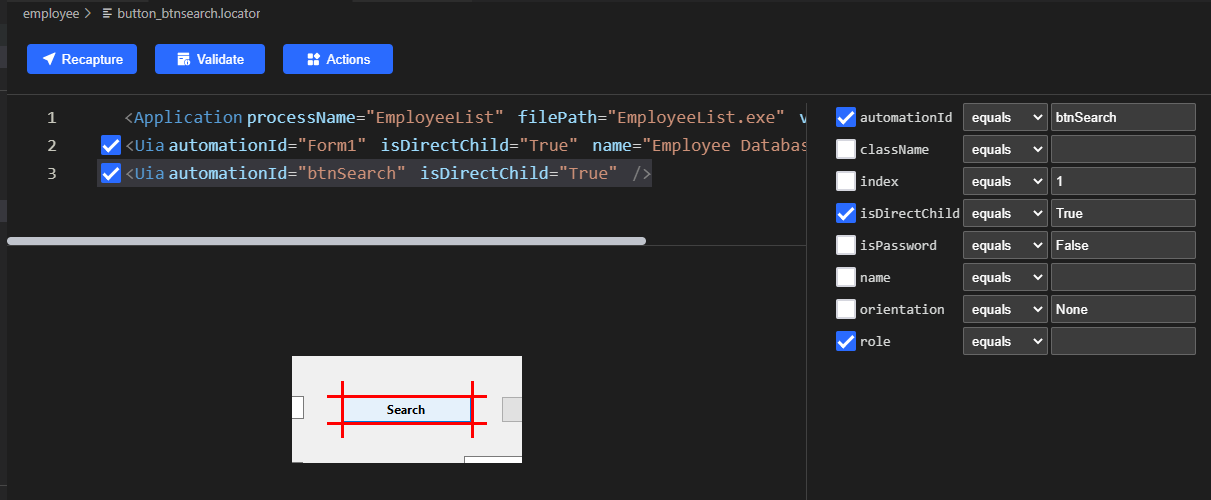 employee > button_btnsearch.locator
Recapture Validate Actions
1 <Application processName="EmployeeList" filePath="EmployeeList.exe" v
2 <Uia automationId="Form1" isDirectChild="True" name="Employee Databas
3 <Uia automationId="btnSearch" isDirectChild="True" />
automationId equals btnSearch
className equals
index equals 1
isDirectChild equals True
isPassword equals False
name equals
orientation equals None
role equals
Search